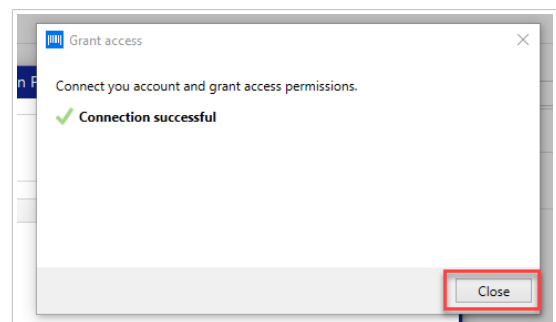 Grant access
n F
Connect you account and grant access permissions.
Connection successful
Close